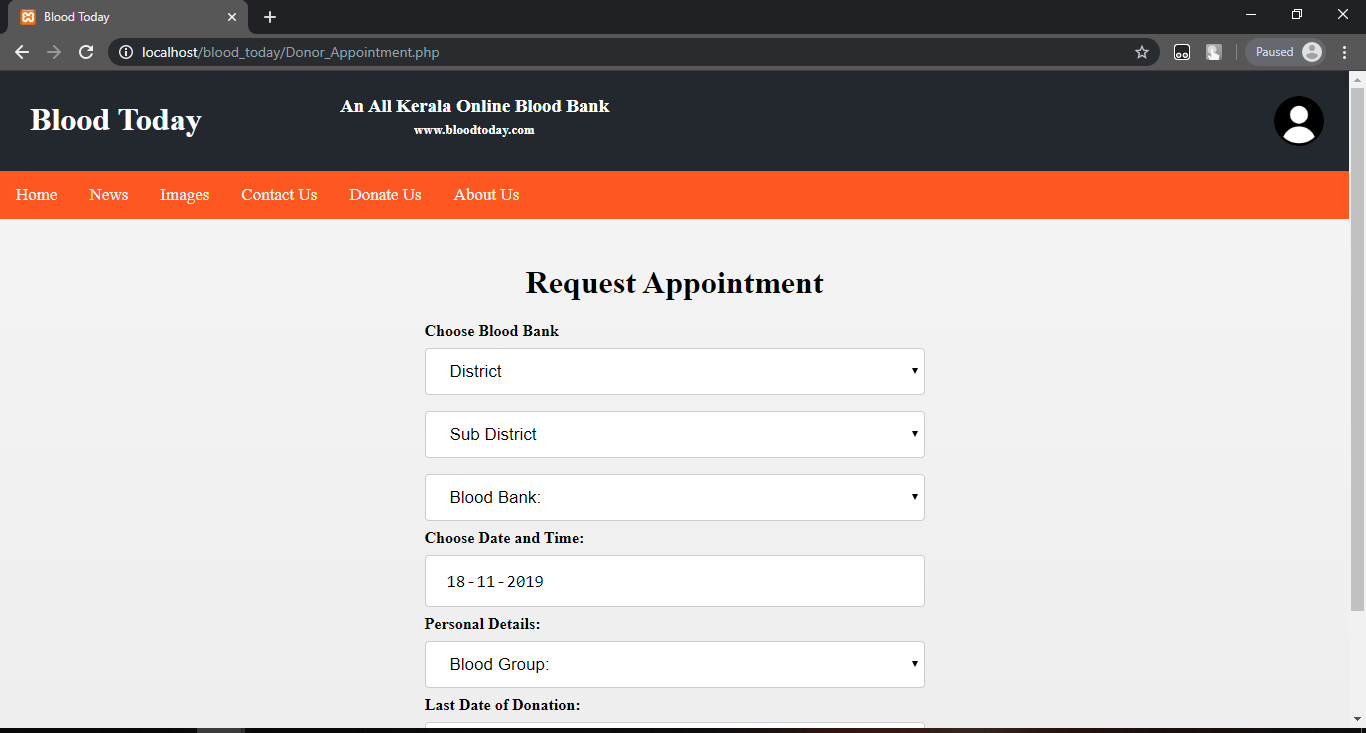 Blood Today
localhost/blood_today/Donor_Appointment.php
Paused
Blood Today
An All Kerala Online Blood Bank
www.bloodtoday.com
Home News Images Contact Us Donate Us About Us
Request Appointment
Choose Blood Bank
District
Sub District
Blood Bank:
Choose Date and Time:
18-11-2019
Personal Details:
Blood Group:
Last Date of Donation: